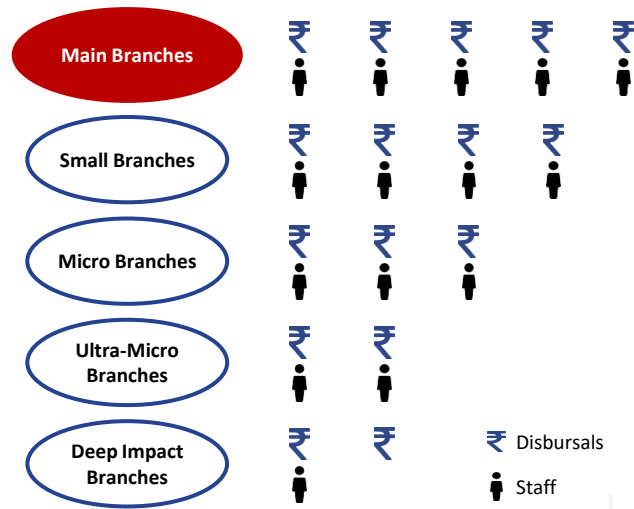 Main Branches
₹ ₹ ₹ ₹ ₹
Small Branches
₹ ₹ ₹ ₹
Micro Branches
₹ ₹ ₹
Ultra-Micro
Branches
₹ ₹
Deep Impact
Branches
₹ ₹
₹ Disbursals
Staff